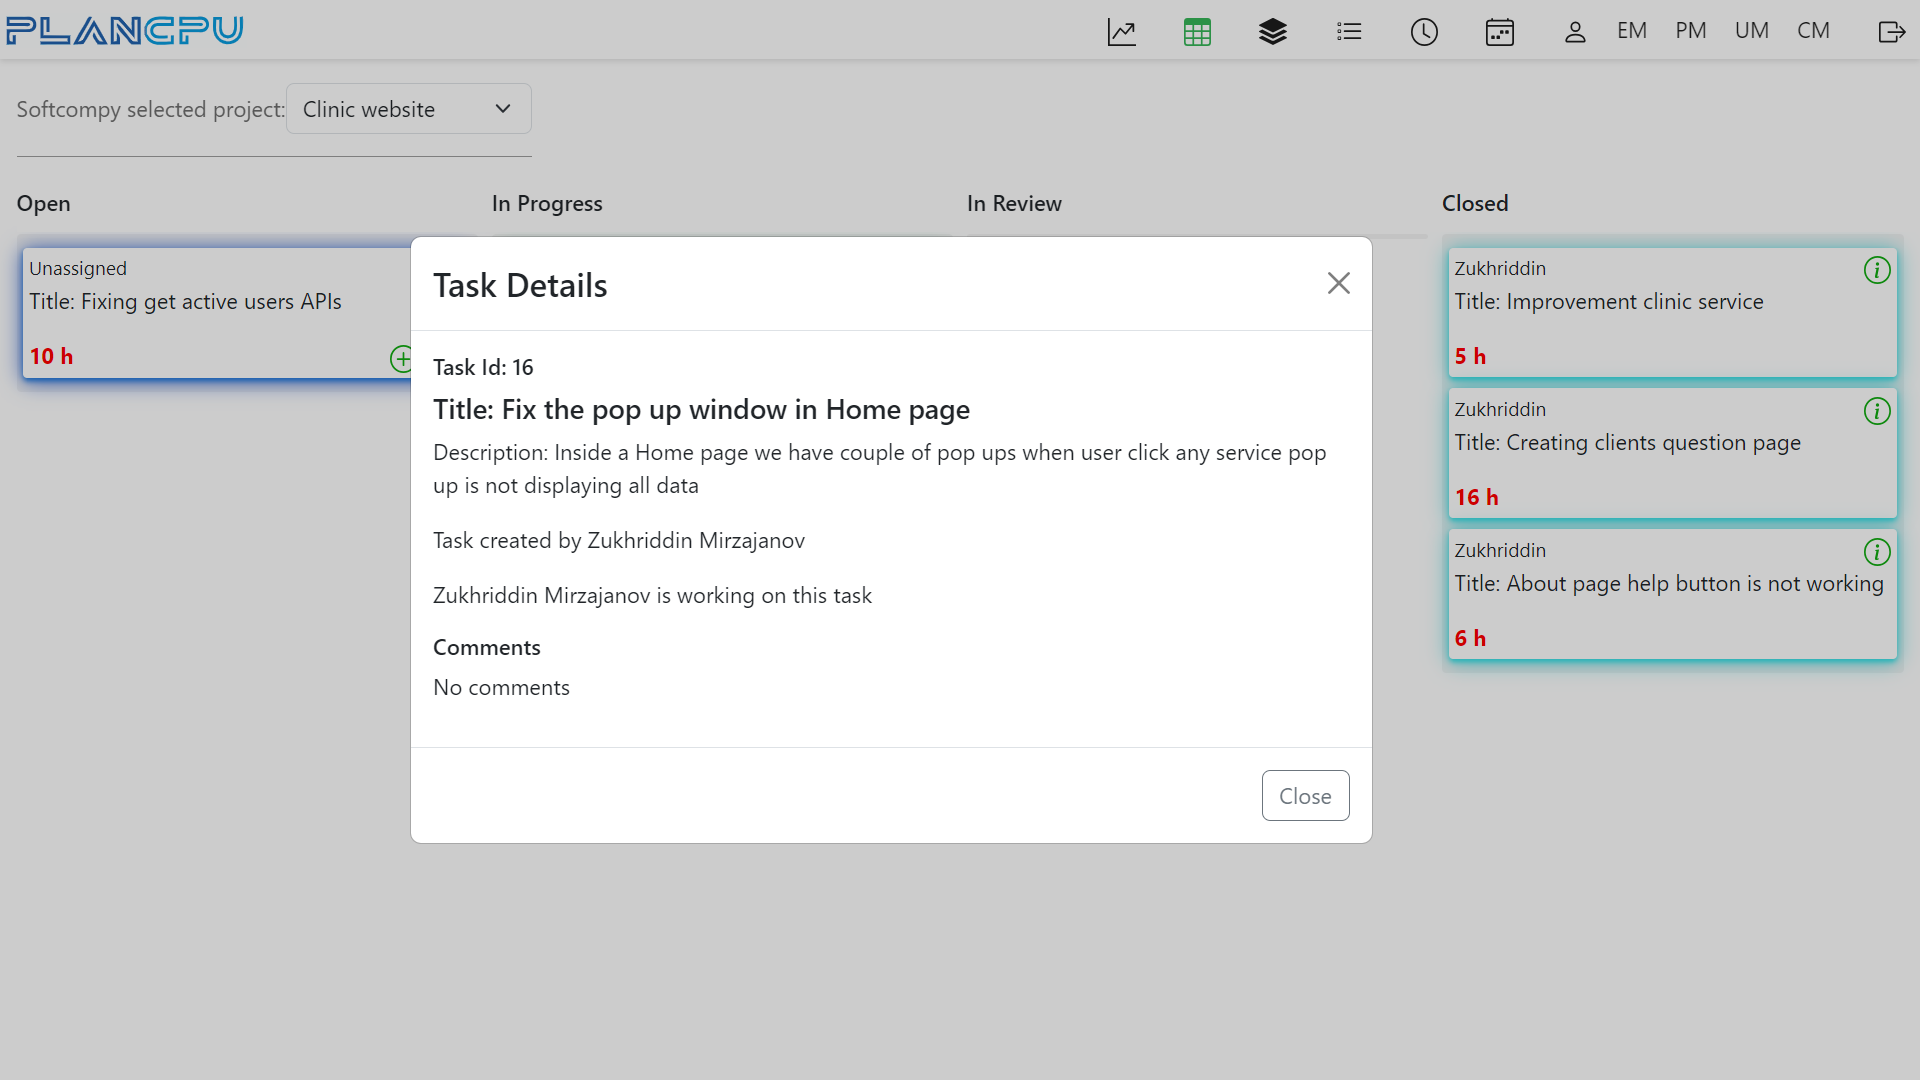 PLANCPU
EM PM UM CM
Softcompy selected project: Clinic website
Open
In Progress
In Review
Closed
Unassigned
Title: Fixing get active users APIs
10 h
Task Details
Task Id: 16
Title: Fix the pop up window in Home page
Description: Inside a Home page we have couple of pop ups when user click any service pop
up is not displaying all data
Task created by Zukhriddin Mirzajanov
Zukhriddin Mirzajanov is working on this task
Comments
No comments
Close
Zukhriddin
Title: Improvement clinic service
5 h
Zukhriddin
Title: Creating clients question page
16 h
Zukhriddin
Title: About page help button is not working
6 h